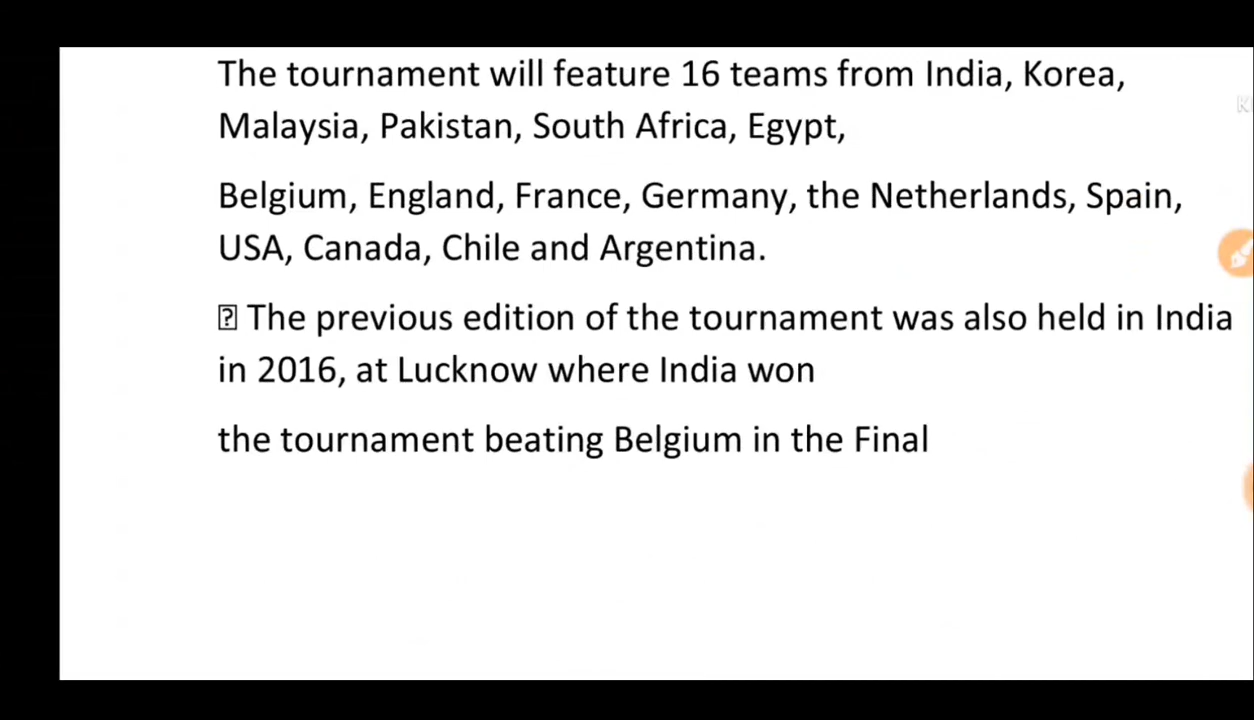 The tournament will feature 16 teams from India, Korea,
Malaysia, Pakistan, South Africa, Egypt,
Belgium, England, France, Germany, the Netherlands, Spain,
USA, Canada, Chile and Argentina.
The previous edition of the tournament was also held in India
in 2016, at Lucknow where India won
the tournament beating Belgium in the Final